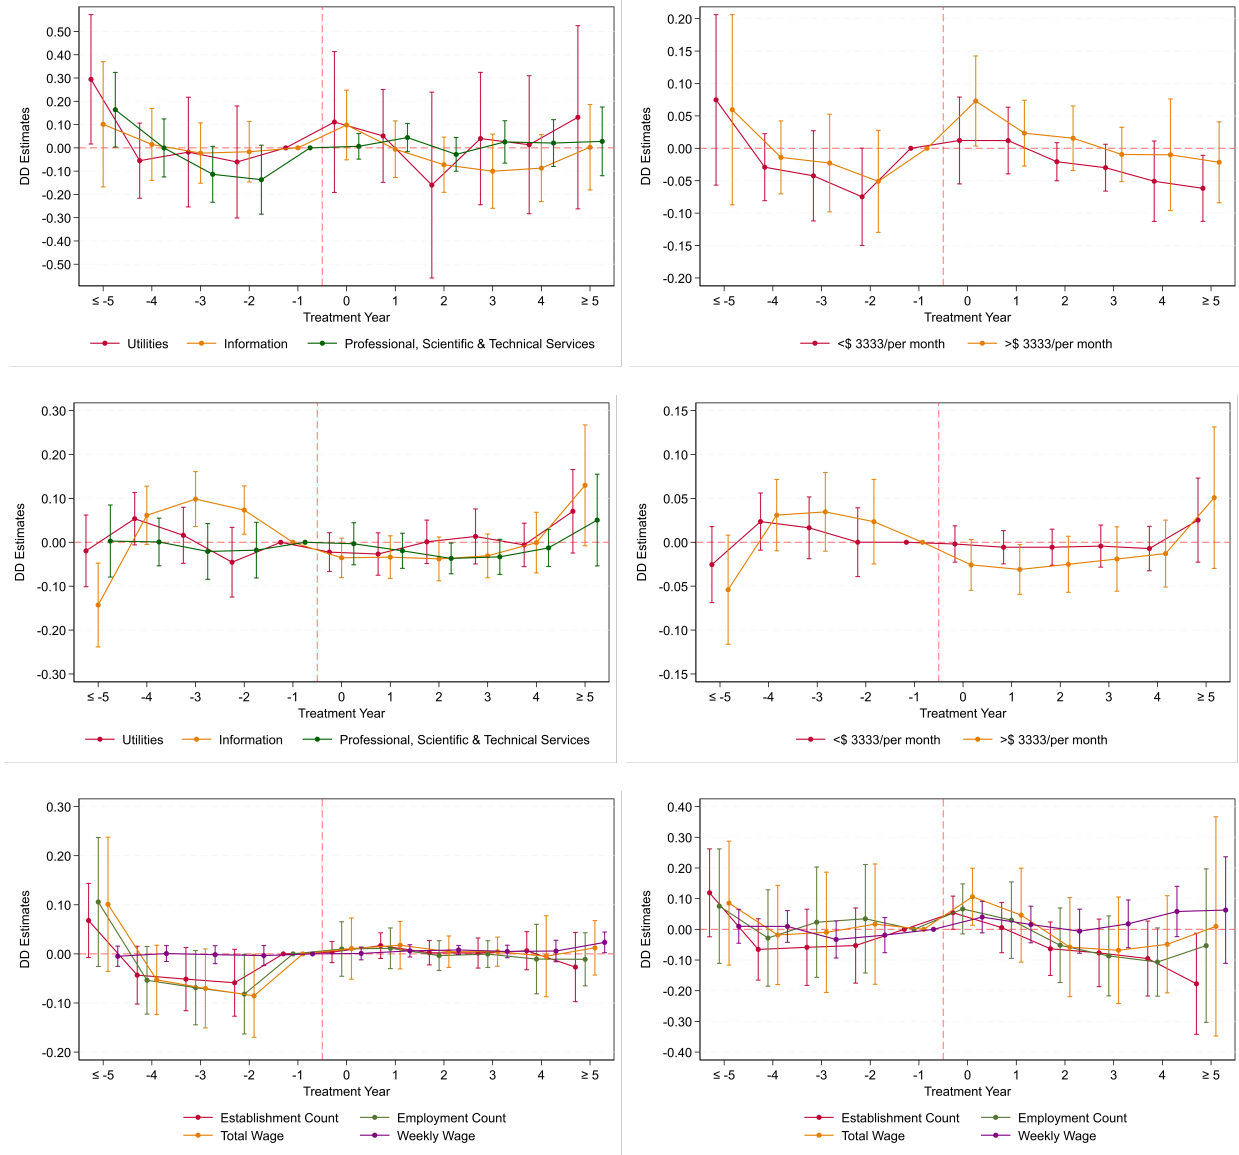 DD Estimates
0.50
0.40
0.30
0.20
0.10
0.00
-0.10
-0.20
-0.30
-0.40
-0.50
≤ -5 -4 -3 -2 -1 0 1 2 3 4 ≥ 5
Treatment Year
Utilities Information Professional, Scientific & Technical Services
DD Estimates
0.20
0.15
0.10
0.05
0.00
-0.05
-0.10
-0.15
-0.20
≤ -5 -4 -3 -2 -1 0 1 2 3 4 ≥ 5
Treatment Year
<$ 3333/per month >$ 3333/per month
DD Estimates
0.30
0.20
0.10
0.00
-0.10
-0.20
-0.30
≤ -5 -4 -3 -2 -1 0 1 2 3 4 ≥ 5
Treatment Year
Utilities Information Professional, Scientific & Technical Services
DD Estimates
0.15
0.10
0.05
0.00
-0.05
-0.10
-0.15
≤ -5 -4 -3 -2 -1 0 1 2 3 4 ≥ 5
Treatment Year
<$ 3333/per month >$ 3333/per month
DD Estimates
0.30
0.20
0.10
0.00
-0.10
-0.20
≤ -5 -4 -3 -2 -1 0 1 2 3 4 ≥ 5
Treatment Year
Establishment Count Employment Count
Total Wage Weekly Wage
DD Estimates
0.40
0.30
0.20
0.10
0.00
-0.10
-0.20
-0.30
-0.40
≤ -5 -4 -3 -2 -1 0 1 2 3 4 ≥ 5
Treatment Year
Establishment Count Employment Count
Total Wage Weekly Wage